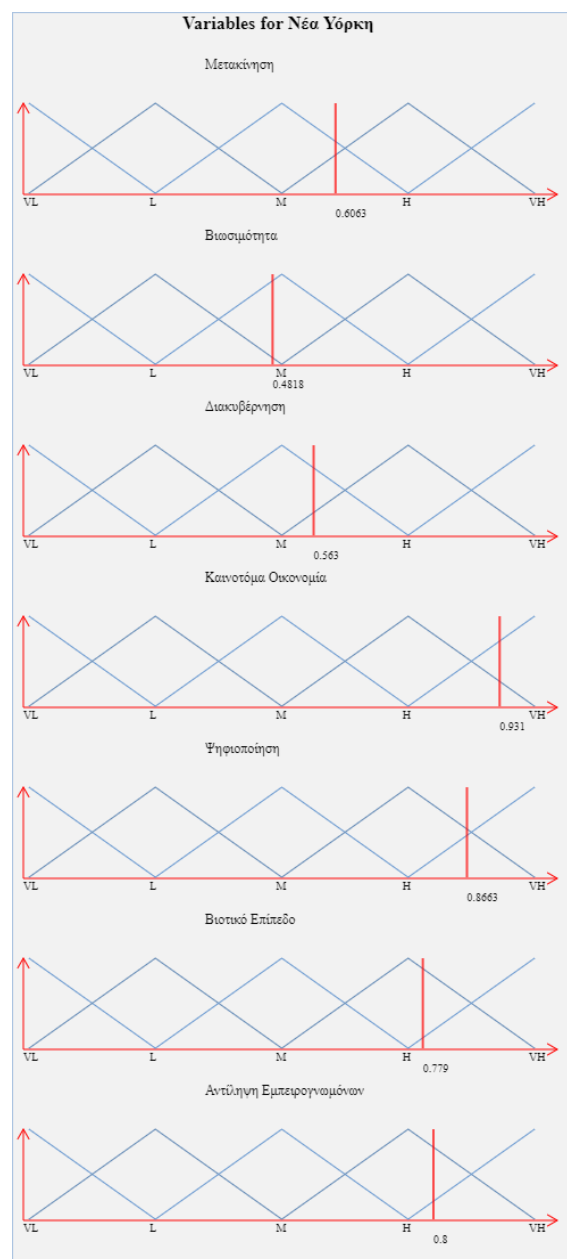 Variables for Νέα Υόρκη
Μετακίνηση
VL L M H VH
0.6063
Βιωσιμότητα
VL L M H VH
0.4818
Διακυβέρνηση
VL L M H VH
0.563
Καινοτόμα Οικονομία
VL L M H VH
0.931
Ψηφιοποίηση
VL L M H VH
0.8663
Βιοτικό Επίπεδο
VL L M H VH
0.779
Αντίληψη Εμπειρογνωμόνων
VL L M H VH
0.8